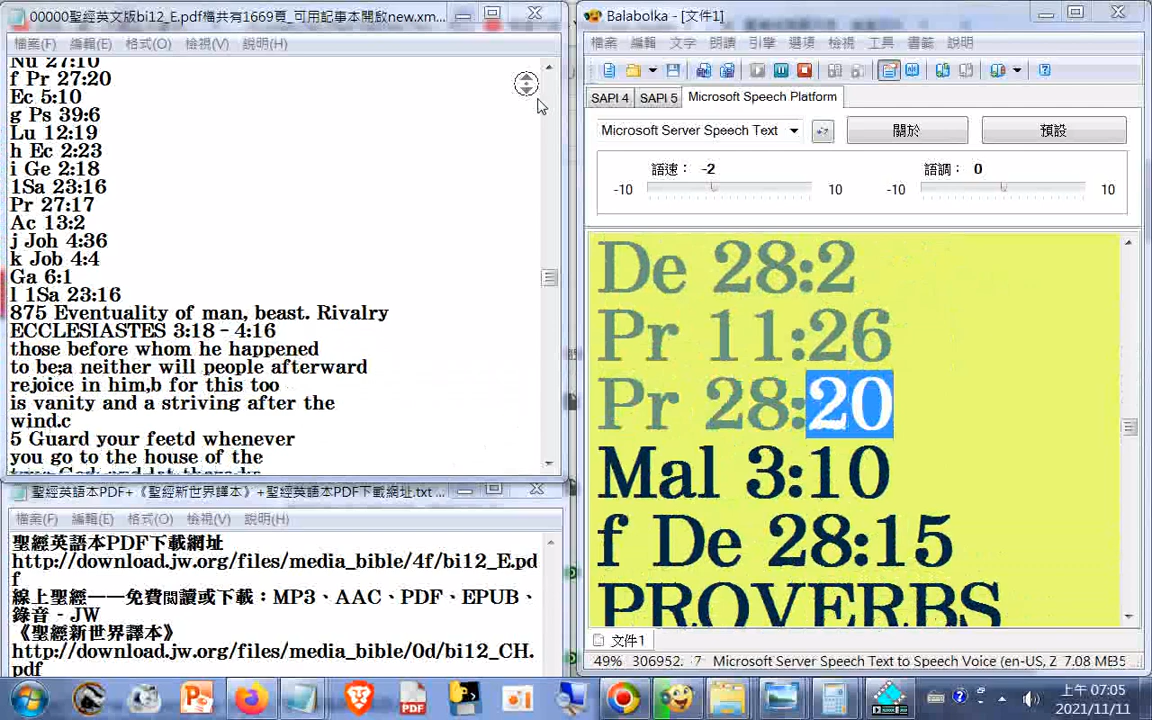 00000聖經英文版bi12_E.pdf檔共有1669頁_可用記事本開啟new.xm...
檔案(F) 編輯(E) 格式(O) 檢視(V) 說明(H)
Nu 27:10
f Pr 27:20
Ec 5:10
g Ps 39:6
Lu 12:19
h Ec 2:23
i Ge 2:18
1Sa 23:16
Pr 27:17
Ac 13:2
j Joh 4:36
k Job 4:4
Ga 6:1
l 1Sa 23:16
875 Eventuality of man, beast. Rivalry
ECCLESIASTES 3:18 - 4:16
those before whom he happened
to be;a neither will people afterward
rejoice in him,b for this too
is vanity and a striving after the
wind.c
5 Guard your feetd whenever
you go to the house of the
聖經英語本PDF+《聖經新世界譯本》+聖經英語本PDF下載網址.txt ...
檔案(F) 編輯(E) 格式(O) 檢視(V) 說明(H)
聖經英語本PDF下載網址
http://download.jw.org/files/media_bible/4f/bi12_E.pd
f
線上聖經——免費閱讀或下載：MP3、AAC、PDF、EPUB、
錄音 - JW
《聖經新世界譯本》
http://download.jw.org/files/media_bible/0d/bi12_CH.
pdf
Balabolka - [文件1]
檔案 編輯 文字 朗讀 引擎 選項 檢視 工具 書籤 說明
SAPI 4 SAPI 5 Microsoft Speech Platform
Microsoft Server Speech Text 關於 預設
語速： -2 語調： 0
-10 10 -10 10
De 28:2
Pr 11:26
Pr 28:20
Mal 3:10
f De 28:15
PROVERBS
文件1
49% 306952. 7 Microsoft Server Speech Text to Speech Voice (en-US, Z 7.08 MB
PDF
上午 07:05
2021/11/11